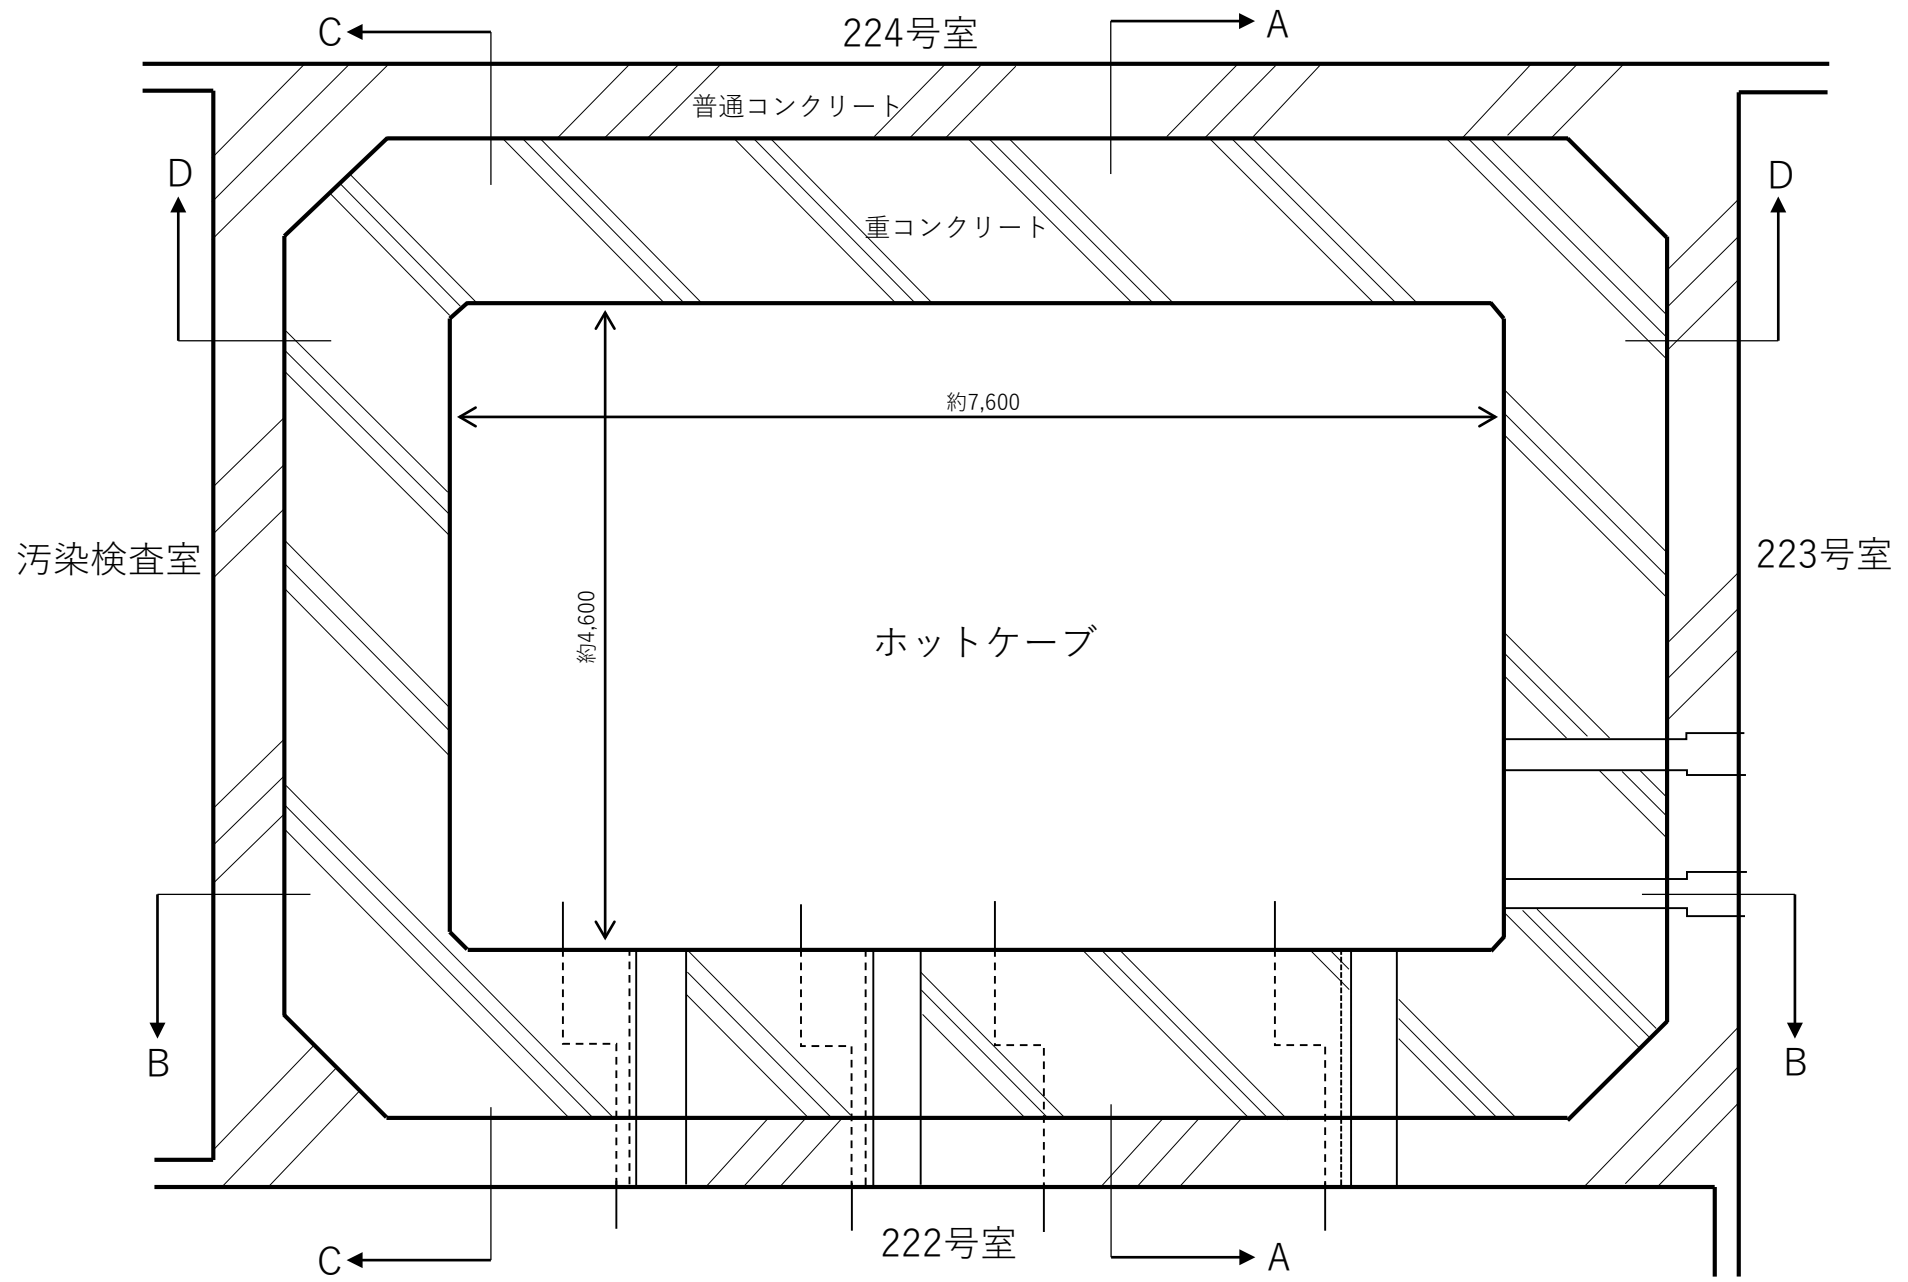 C
224号室
A
普通コンクリート
D
D
重コンクリート
約7,600
汚染検査室
223号室
約4,600
ホットケーブ
B
B
222号室
C
A